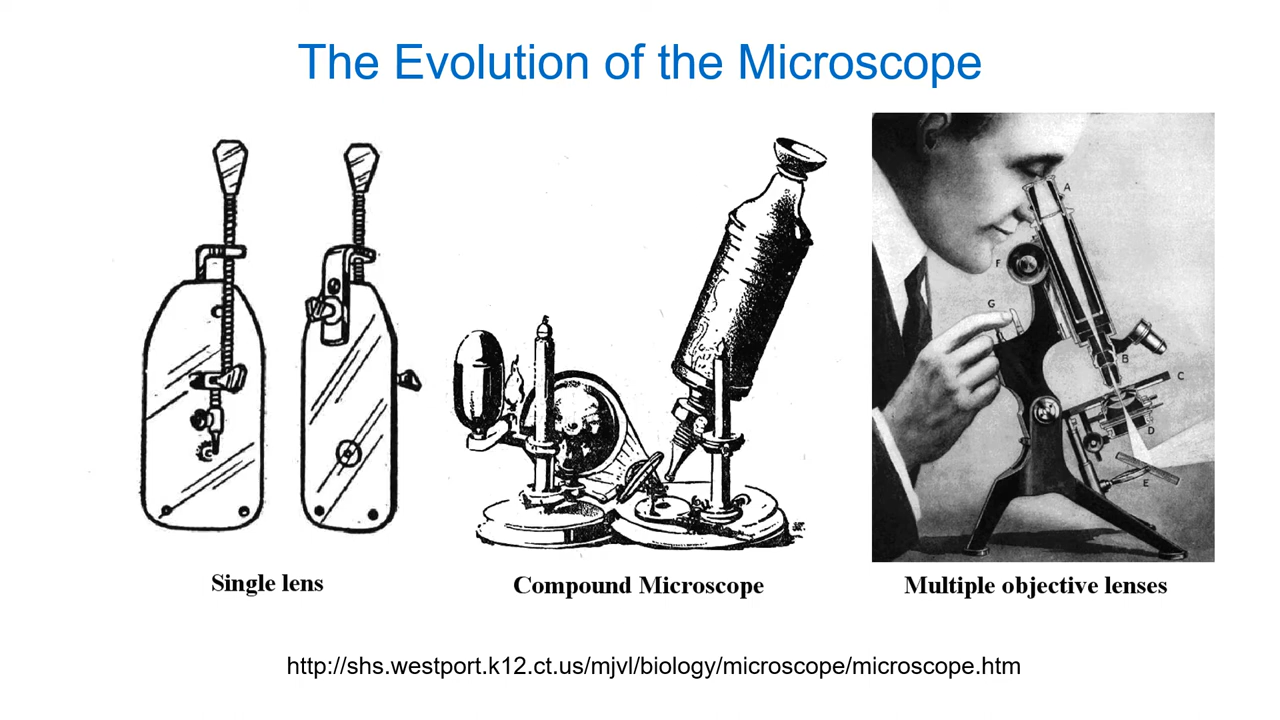 The Evolution of the Microscope
A
F
G
B
C
D
E
Single lens
Compound Microscope
Multiple objective lenses
http://shs.westport.k12.ct.us/mjvl/biology/microscope/microscope.htm